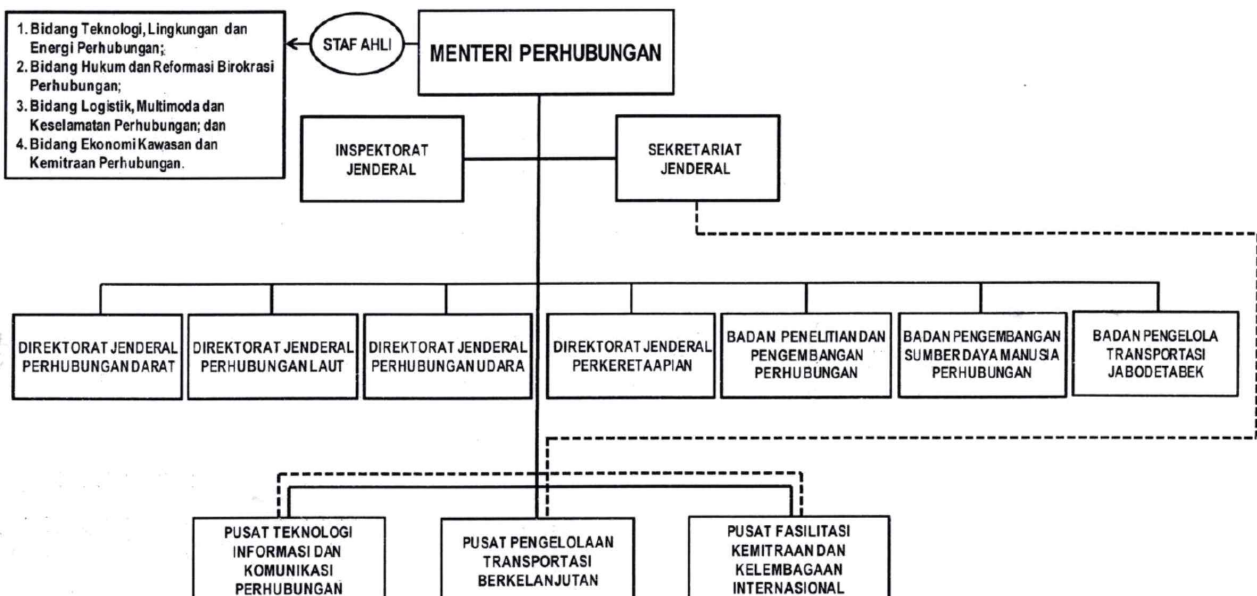 1. Bidang Teknologi, Lingkungan dan
Energi Perhubungan;
2. Bidang Hukum dan Reformasi Birokrasi
Perhubungan;
3. Bidang Logistik, Multimoda dan
Keselamatan Perhubungan; dan
4. Bidang Ekonomi Kawasan dan
Kemitraan Perhubungan.
STAF AHLI
MENTERI PERHUBUNGAN
INSPEKTORAT
JENDERAL
SEKRETARIAT
JENDERAL
DIREKTORAT JENDERAL
PERHUBUNGAN DARAT
DIREKTORAT JENDERAL
PERHUBUNGAN LAUT
DIREKTORAT JENDERAL
PERHUBUNGAN UDARA
DIREKTORAT JENDERAL
PERKERETAAPIAN
BADAN PENELITIAN DAN
PENGEMBANGAN
PERHUBUNGAN
BADAN PENGEMBANGAN
SUMBER DAYA MANUSIA
PERHUBUNGAN
BADAN PENGELOLA
TRANSPORTASI
JABODETABEK
PUSAT TEKNOLOGI
INFORMASI DAN
KOMUNIKASI
PERHUBUNGAN
PUSAT PENGELOLAAN
TRANSPORTASI
BERKELANJUTAN
PUSAT FASILITASI
KEMITRAAN DAN
KELEMBAGAAN
INTERNASIONAL